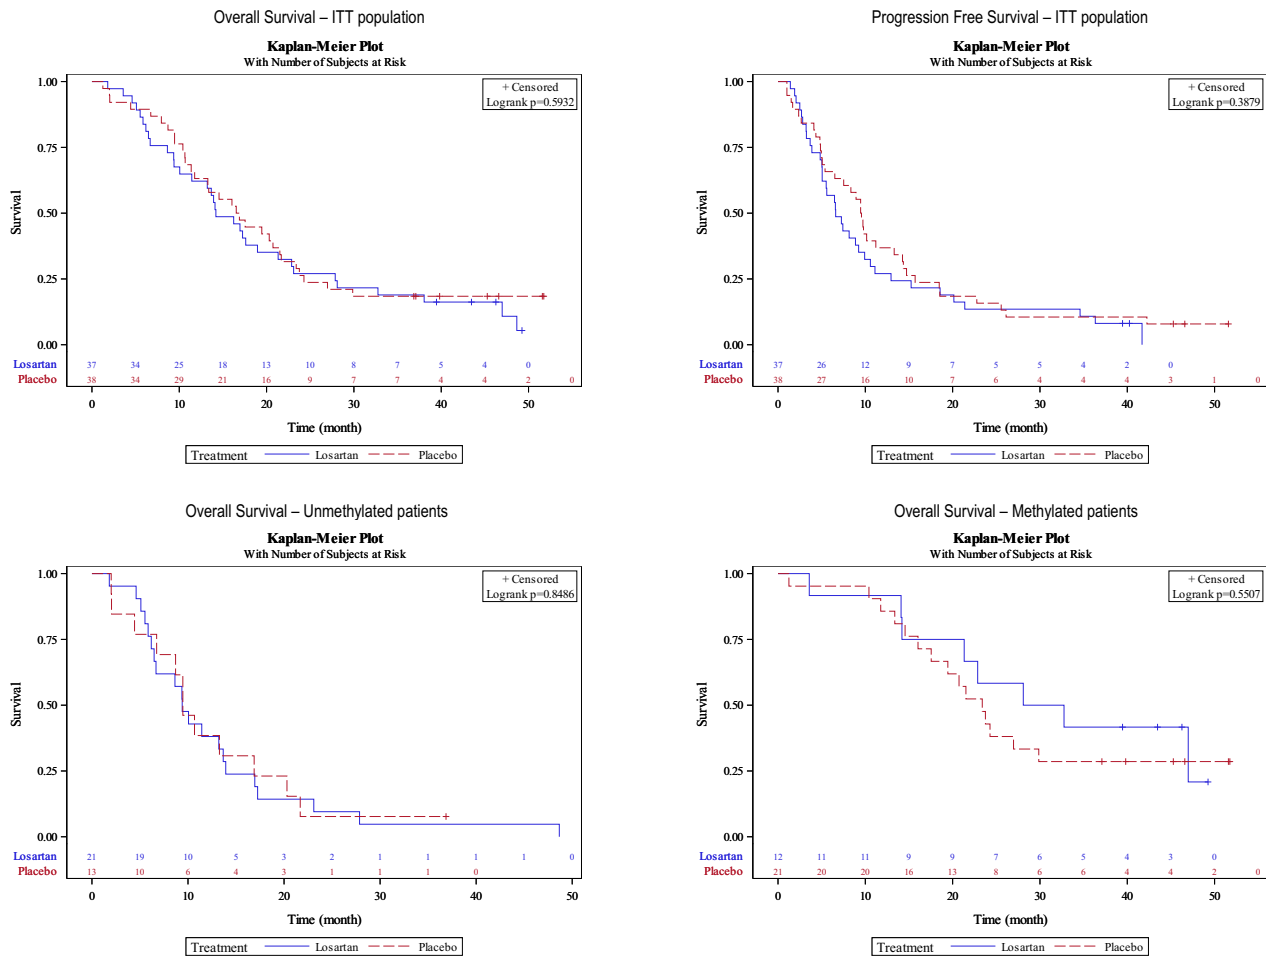 Overall Survival – ITT population
Kaplan-Meier Plot
With Number of Subjects at Risk
+ Censored
Logrank p=0.5932
1.00
0.75
0.50
0.25
0.00
Survival
Losartan 37 34 25 18 13 10 8 7 5 4 0
Placebo 38 34 29 21 16 9 7 7 4 4 2 0
0 10 20 30 40 50
Time (month)
Treatment Losartan Placebo
Progression Free Survival – ITT population
Kaplan-Meier Plot
With Number of Subjects at Risk
+ Censored
Logrank p=0.3879
1.00
0.75
0.50
0.25
0.00
Survival
Losartan 37 26 12 9 7 5 5 4 2 0
Placebo 38 27 16 10 7 6 4 4 4 3 1 0
0 10 20 30 40 50
Time (month)
Treatment Losartan Placebo
Overall Survival – Unmethylated patients
Kaplan-Meier Plot
With Number of Subjects at Risk
+ Censored
Logrank p=0.8486
1.00
0.75
0.50
0.25
0.00
Survival
Losartan 21 19 10 5 3 2 1 1 1 1 0
Placebo 13 10 6 4 3 1 1 1 0
0 10 20 30 40 50
Time (month)
Treatment Losartan Placebo
Overall Survival – Methylated patients
Kaplan-Meier Plot
With Number of Subjects at Risk
+ Censored
Logrank p=0.5507
1.00
0.75
0.50
0.25
0.00
Survival
Losartan 12 11 11 9 9 7 6 5 4 3 0
Placebo 21 20 20 16 13 8 6 6 4 4 2 0
0 10 20 30 40 50
Time (month)
Treatment Losartan Placebo